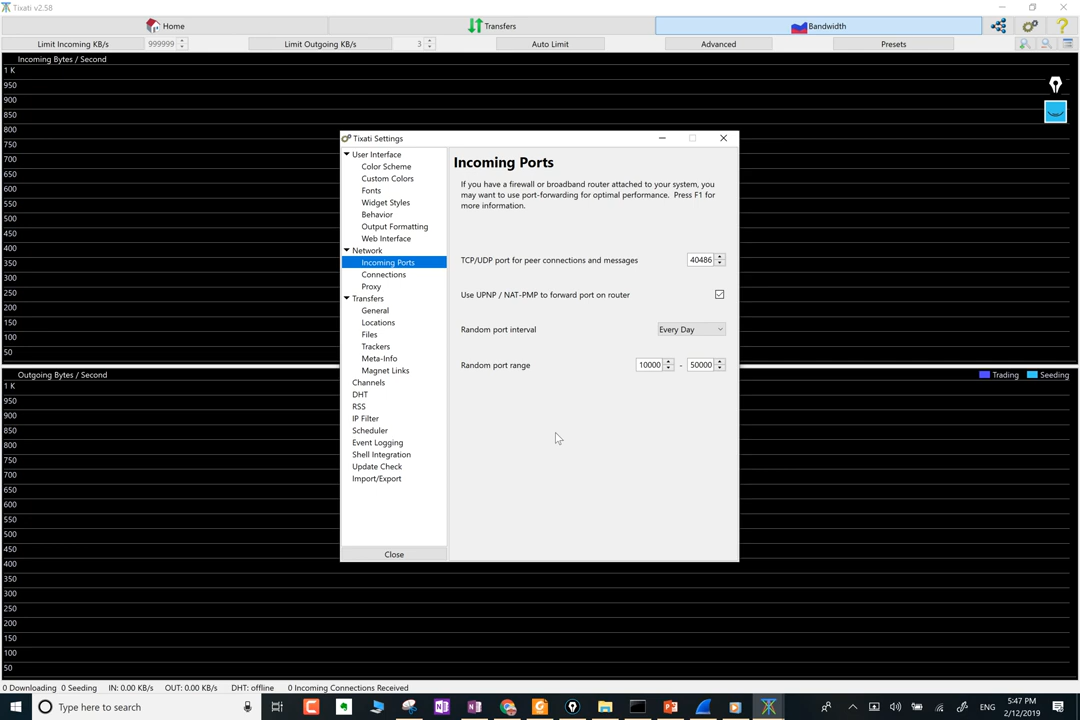 Tixati v2.58
Home
Transfers
Bandwidth
Limit Incoming KB/s
999999
Limit Outgoing KB/s
3
Auto Limit
Advanced
Presets
Incoming Bytes / Second
1 K
950
900
850
800
700
650
600
550
500
450
400
350
300
250
200
150
100
50
Tixati Settings
User Interface
Color Scheme
Custom Colors
Fonts
Widget Styles
Behavior
Output Formatting
Web Interface
Network
Incoming Ports
Connections
Proxy
Transfers
General
Locations
Files
Trackers
Meta-Info
Magnet Links
Channels
DHT
RSS
IP Filter
Scheduler
Event Logging
Shell Integration
Update Check
Import/Export
Close
Incoming Ports
If you have a firewall or broadband router attached to your system, you
may want to use port-forwarding for optimal performance. Press F1 for
more information.
TCP/UDP port for peer connections and messages
40486
Use UPNP / NAT-PMP to forward port on router
Random port interval
Every Day
Random port range
10000 - 50000
Outgoing Bytes / Second
Trading
Seeding
1 K
950
900
850
800
700
650
600
550
500
450
400
350
300
250
200
150
100
50
0 Downloading 0 Seeding IN: 0.00 KB/s OUT: 0.00 KB/s DHT: offline 0 Incoming Connections Received
Type here to search
ENG
5:47 PM
2/12/2019